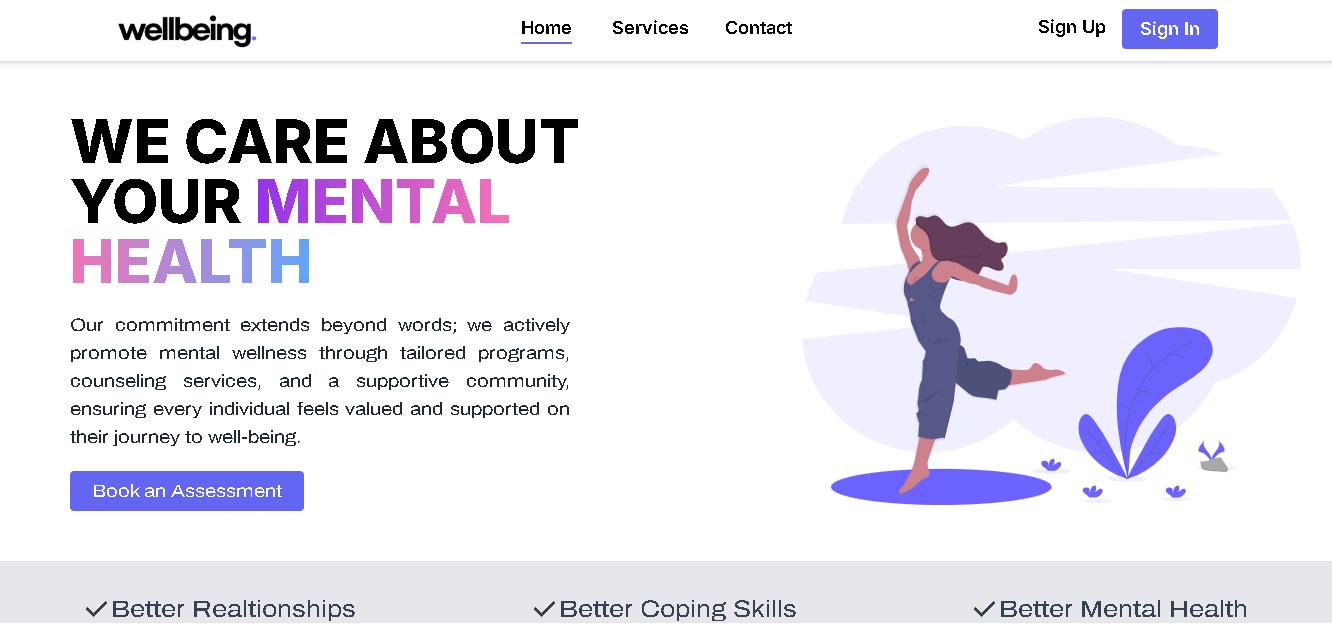 wellbeing.
Home
Services
Contact
Sign Up
Sign In
WE CARE ABOUT
YOUR MENTAL
HEALTH
Our commitment extends beyond words; we actively
promote mental wellness through tailored programs,
counseling services, and a supportive community,
ensuring every individual feels valued and supported on
their journey to well-being.
Book an Assessment
Better Realtionships
Better Coping Skills
Better Mental Health